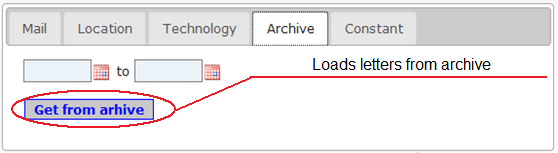 Mail Location Technology Archive Constant
to
Loads letters from archive
Get from arhive